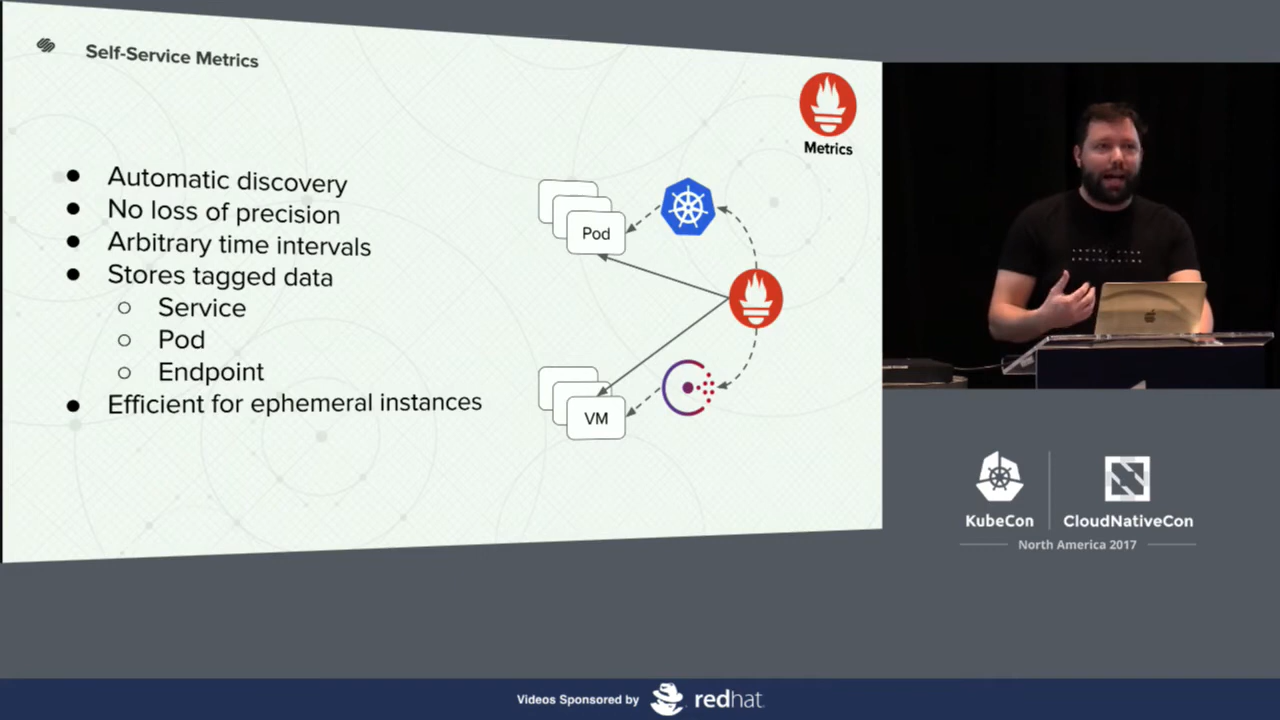 Self-Service Metrics
Metrics
Automatic discovery
No loss of precision
Arbitrary time intervals
Stores tagged data
Service
Pod
Endpoint
Efficient for ephemeral instances
Pod
VM
KubeCon
CloudNativeCon
North America 2017
Videos Sponsored by
redhat.